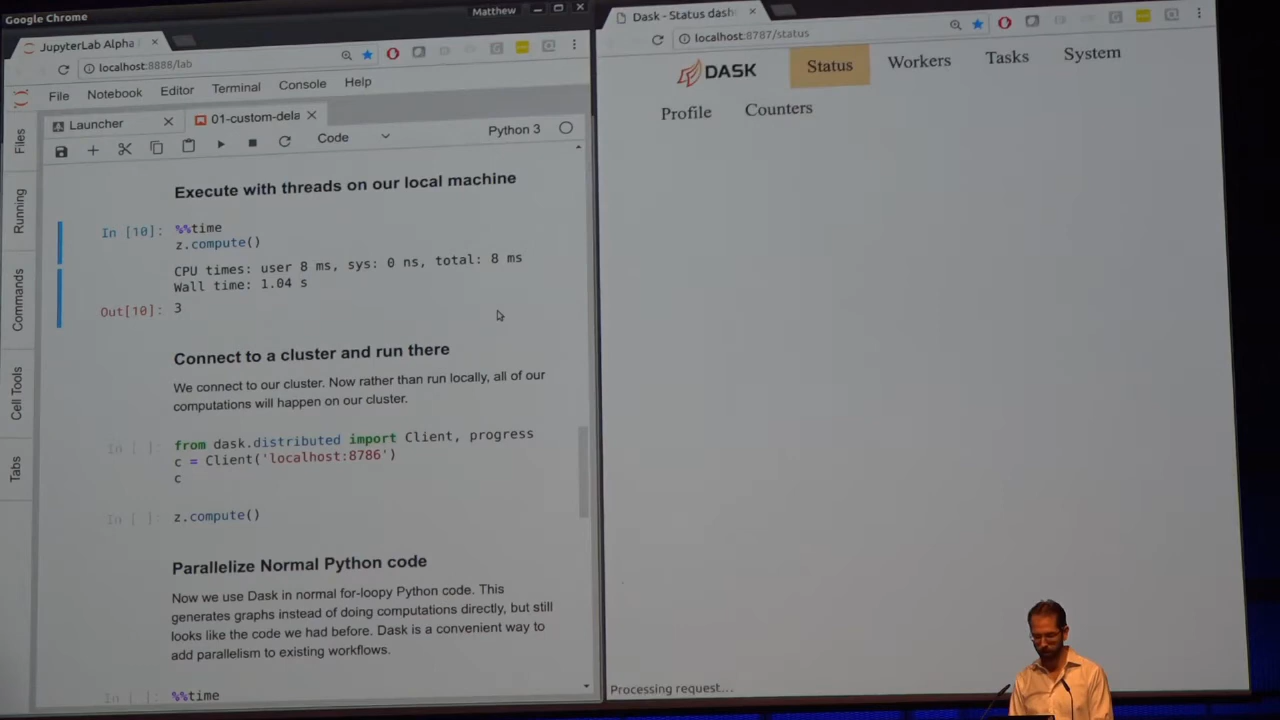 Google Chrome
Matthew
JupyterLab Alpha
localhost:8888/lab
File Notebook Editor Terminal Console Help
Launcher
01-custom-dela
Code
Python 3
Files
Running
Commands
Cell Tools
Tabs
Execute with threads on our local machine
In [10]: %%time
z.compute()
CPU times: user 8 ms, sys: 0 ns, total: 8 ms
Wall time: 1.04 s
Out[10]: 3
Connect to a cluster and run there
We connect to our cluster. Now rather than run locally, all of our
computations will happen on our cluster.
In [ ]: from dask.distributed import Client, progress
c = Client('localhost:8786')
c
In [ ]: z.compute()
Parallelize Normal Python code
Now we use Dask in normal for-loopy Python code. This
generates graphs instead of doing computations directly, but still
looks like the code we had before. Dask is a convenient way to
add parallelism to existing workflows.
In [ ]: %%time
Dask - Status dash
localhost:8787/status
DASK
Status Workers Tasks System
Profile Counters
Processing request...